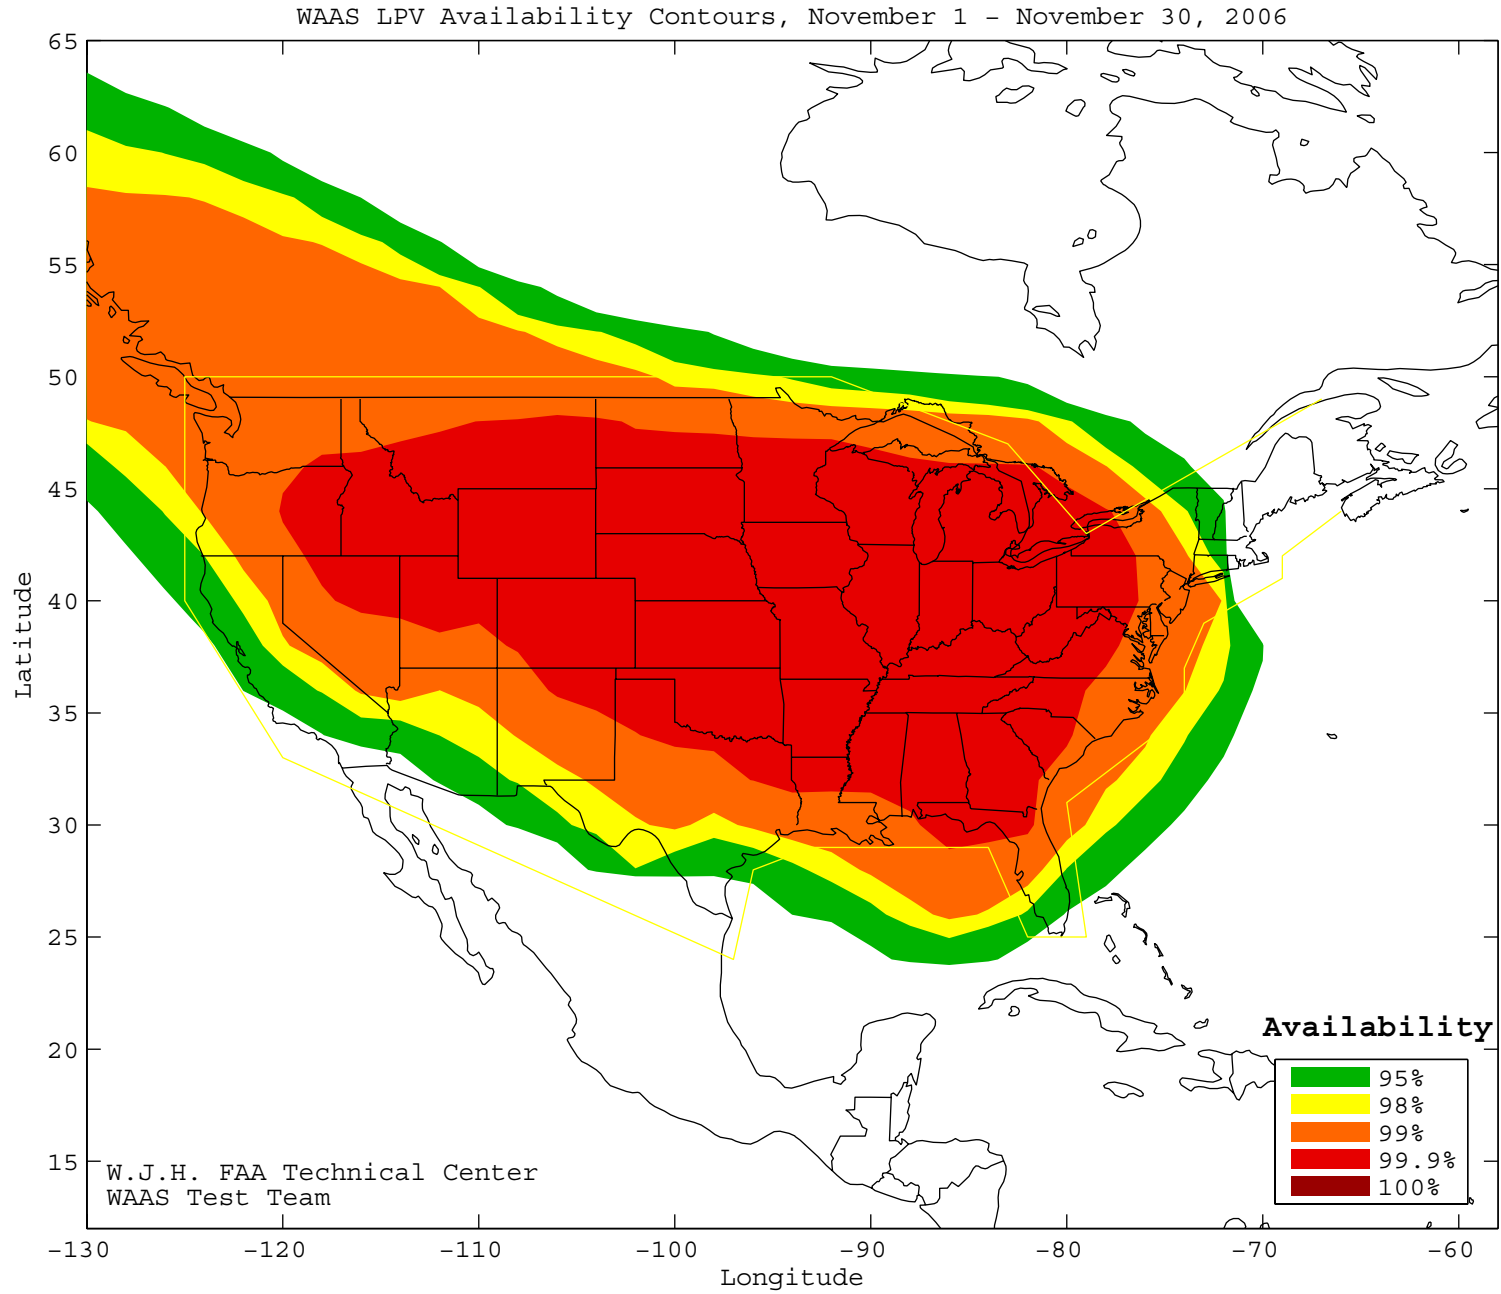 WAAS LPV Availability Contours, November 1 – November 30, 2006
65
60
55
50
45
40
35
30
25
20
15
Latitude
Availability
95%
98%
99%
99.9%
100%
W.J.H. FAA Technical Center
WAAS Test Team
−130 −120 −110 −100 −90 −80 −70 −60
Longitude